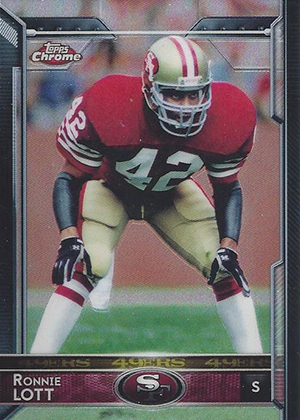 Topps
Chrome
42
42
49ERS 49ERS 49ERS
RONNIE
LOTT
SF
S